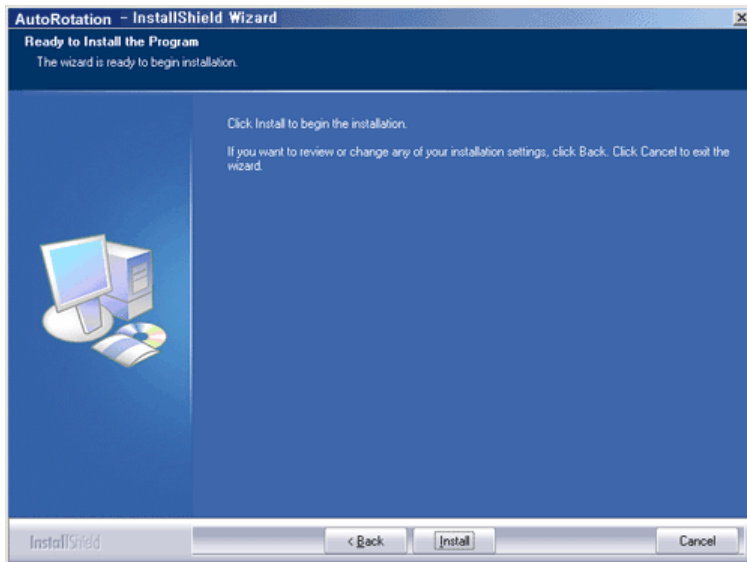 AutoRotation - InstallShield Wizard
Ready to Install the Program
The wizard is ready to begin installation.
Click Install to begin the installation.
If you want to review or change any of your installation settings, click Back. Click Cancel to exit the
wizard.
InstallShield
< Back
Install
Cancel